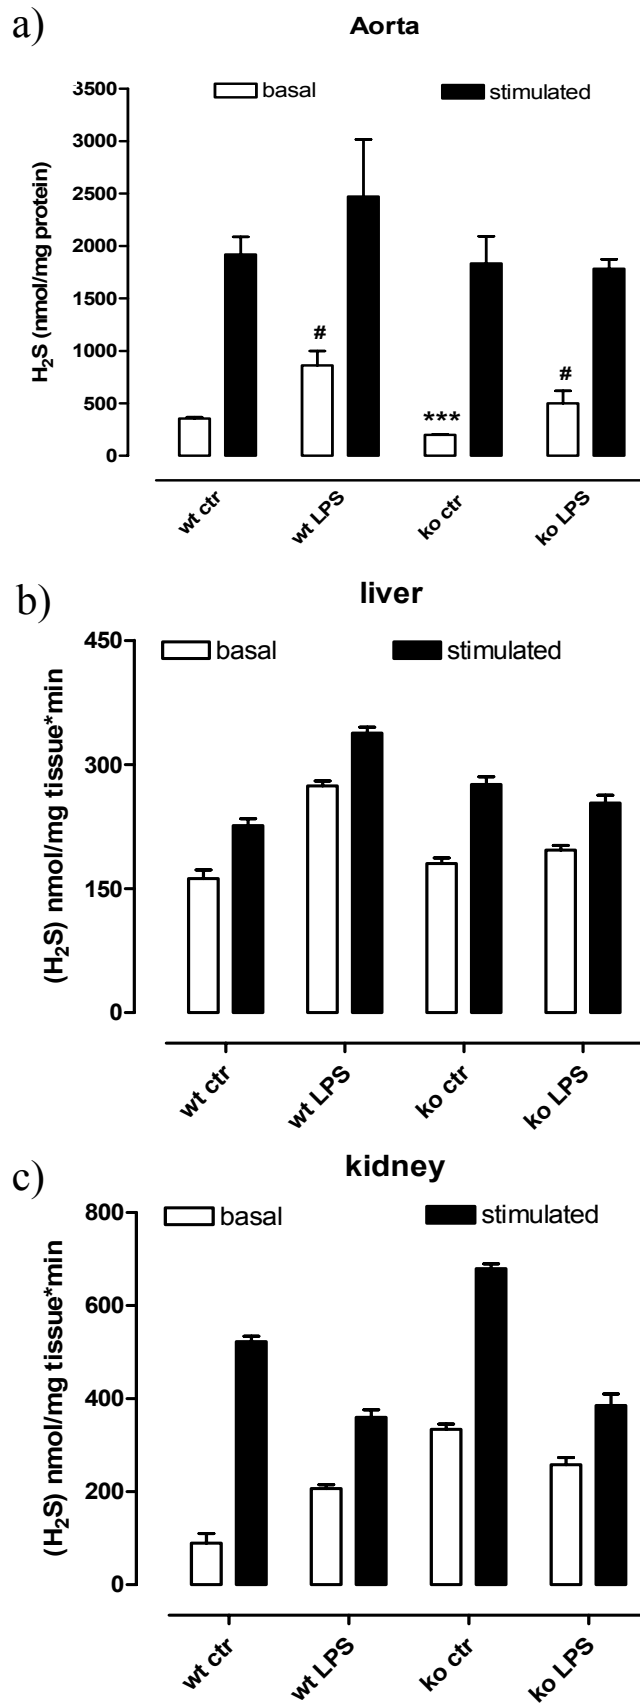 a)
Aorta
basal stimulated
H₂S (nmol/mg protein)
3500
3000
2500
2000
1500
1000
500
0
#
***
#
wt ctr wt LPS ko ctr ko LPS
b)
liver
basal stimulated
(H₂S) nmol/mg tissue*min
450
300
150
0
wt ctr wt LPS ko ctr ko LPS
c)
kidney
basal stimulated
(H₂S) nmol/mg tissue*min
800
600
400
200
0
wt ctr wt LPS ko ctr ko LPS